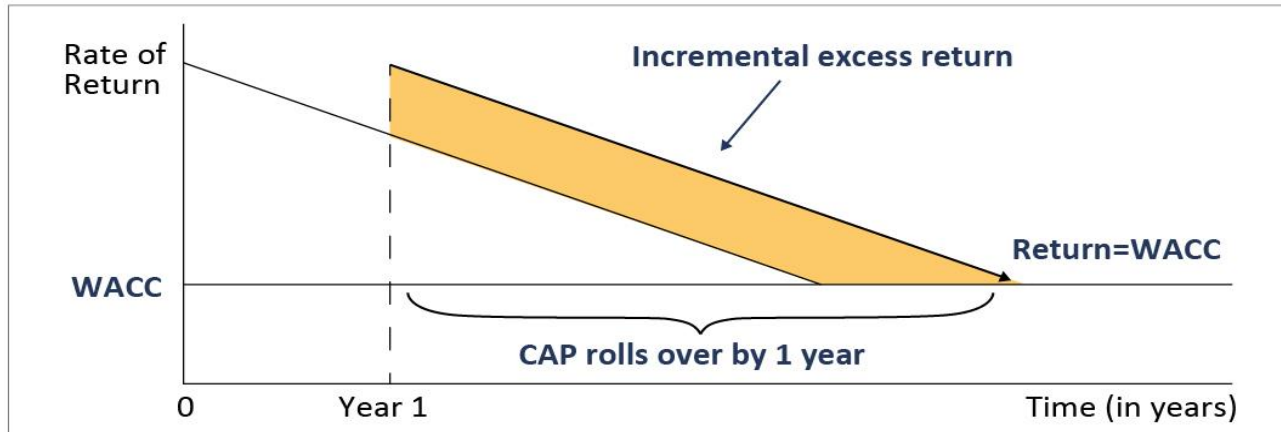 Rate of
Return
Incremental excess return
Return=WACC
WACC
CAP rolls over by 1 year
0
Year 1
Time (in years)